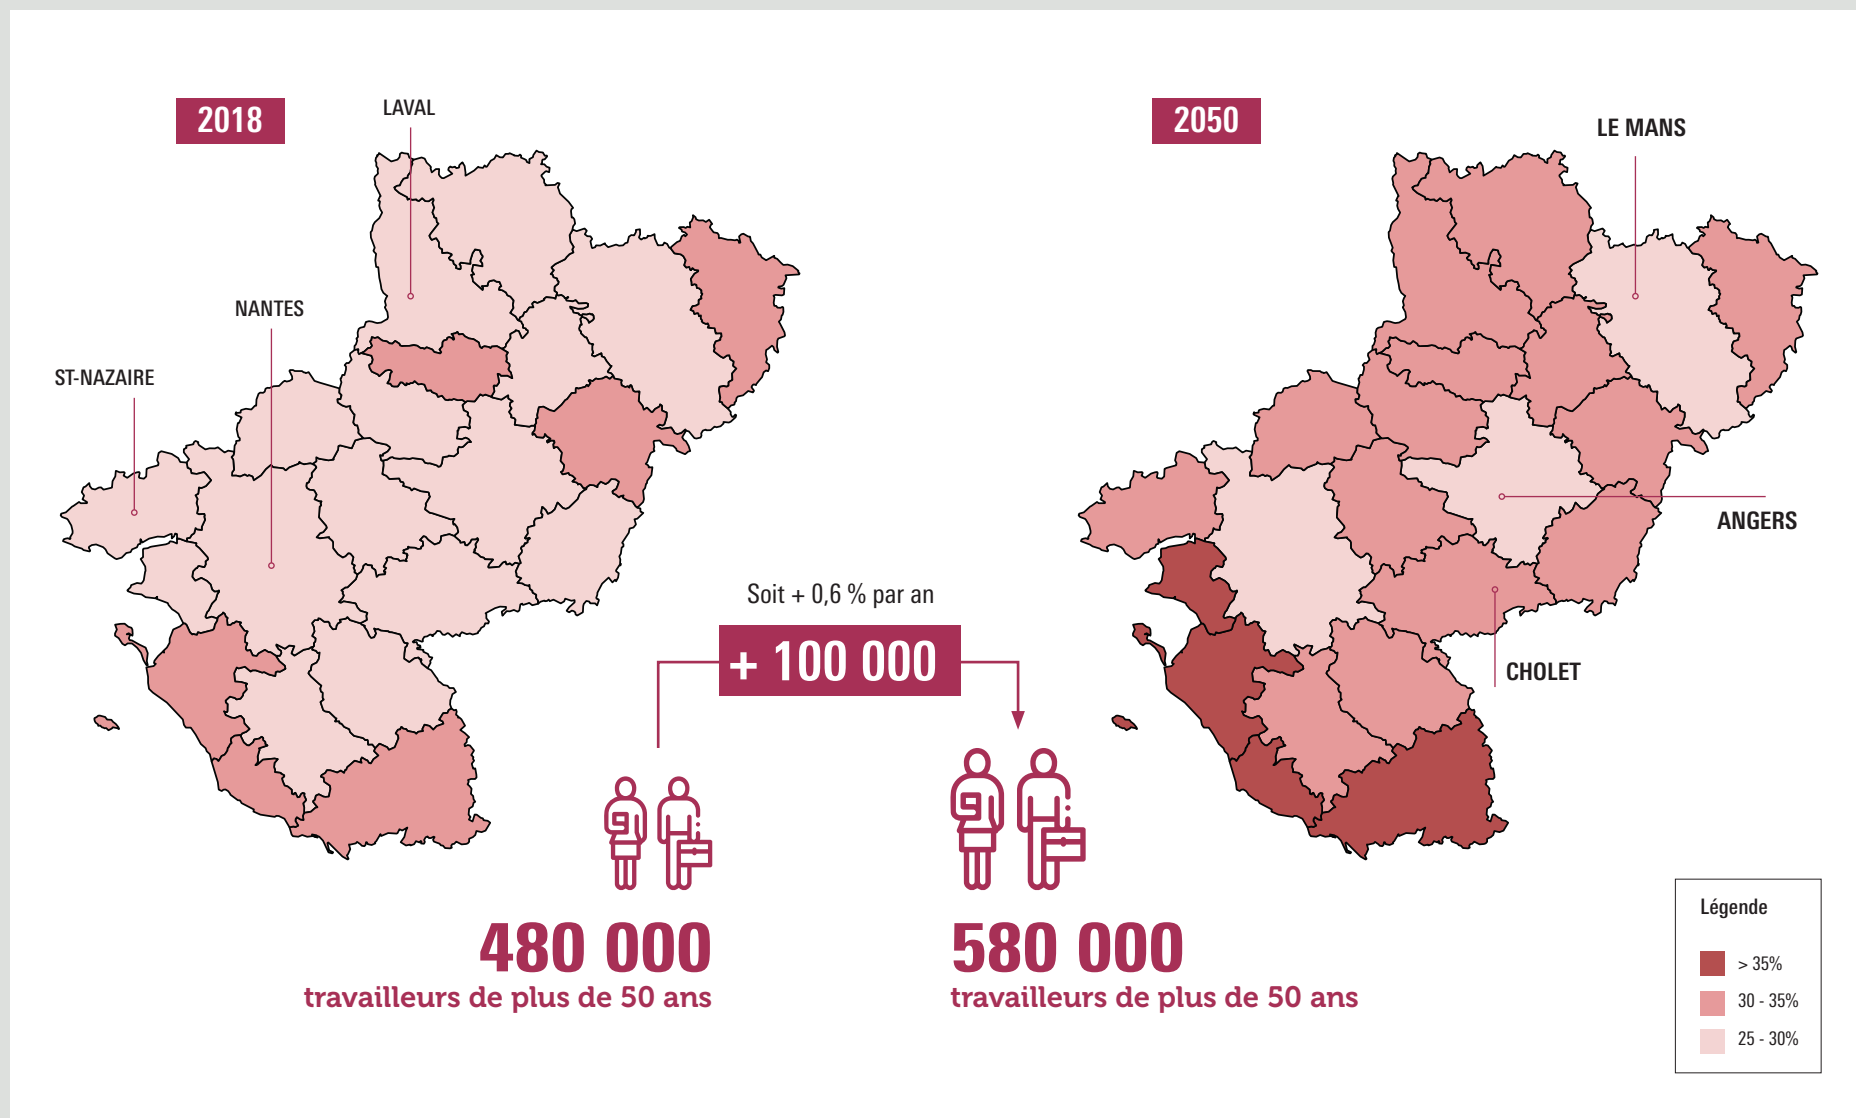 2018
LAVAL
NANTES
ST-NAZAIRE
2050
LE MANS
ANGERS
CHOLET
Soit + 0,6 % par an
+ 100 000
480 000
travailleurs de plus de 50 ans
580 000
travailleurs de plus de 50 ans
Légende
> 35%
30 - 35%
25 - 30%